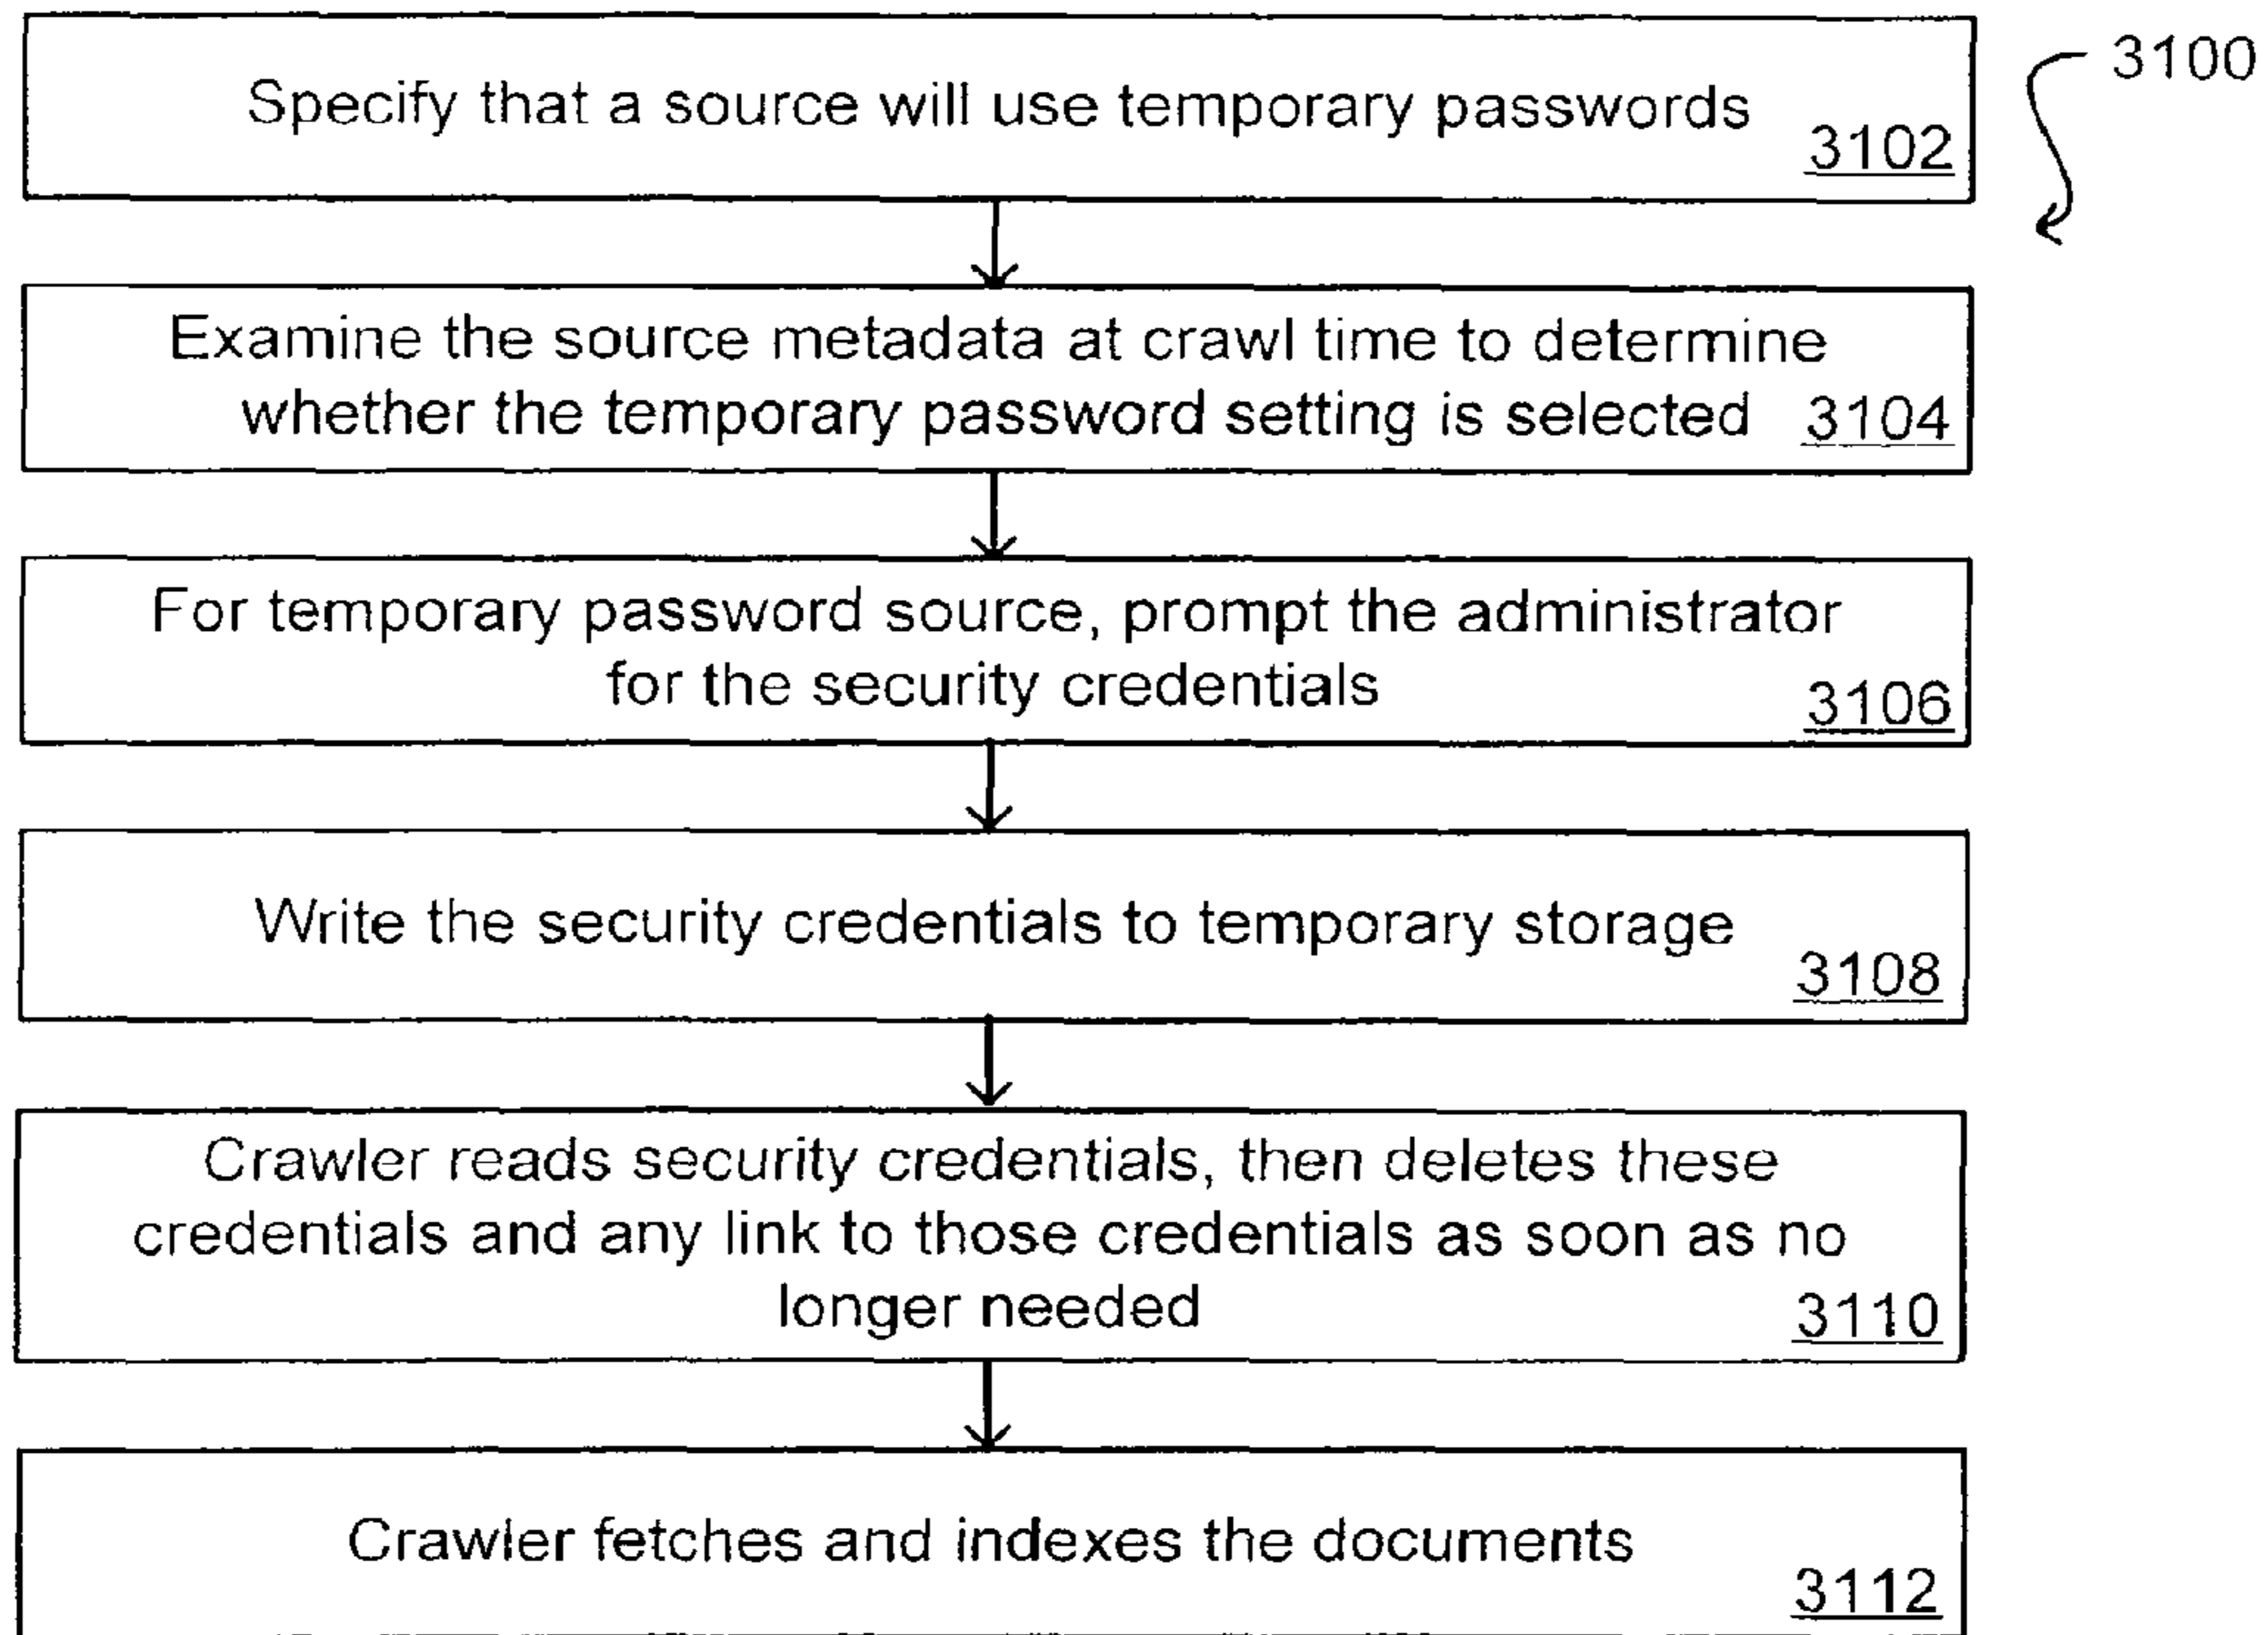 3100
Specify that a source will use temporary passwords
3102
Examine the source metadata at crawl time to determine
whether the temporary password setting is selected 3104
For temporary password source, prompt the administrator
for the security credentials
3106
Write the security credentials to temporary storage
3108
Crawler reads security credentials, then deletes these
credentials and any link to those credentials as soon as no
longer needed
3110
Crawler fetches and indexes the documents
3112